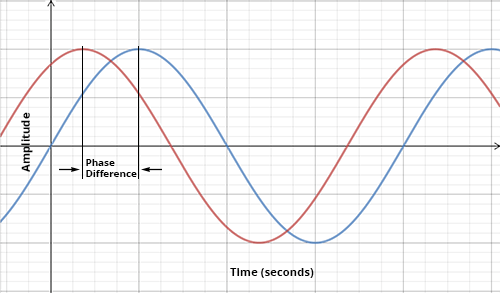 Amplitude
Phase
Difference
Time (seconds)